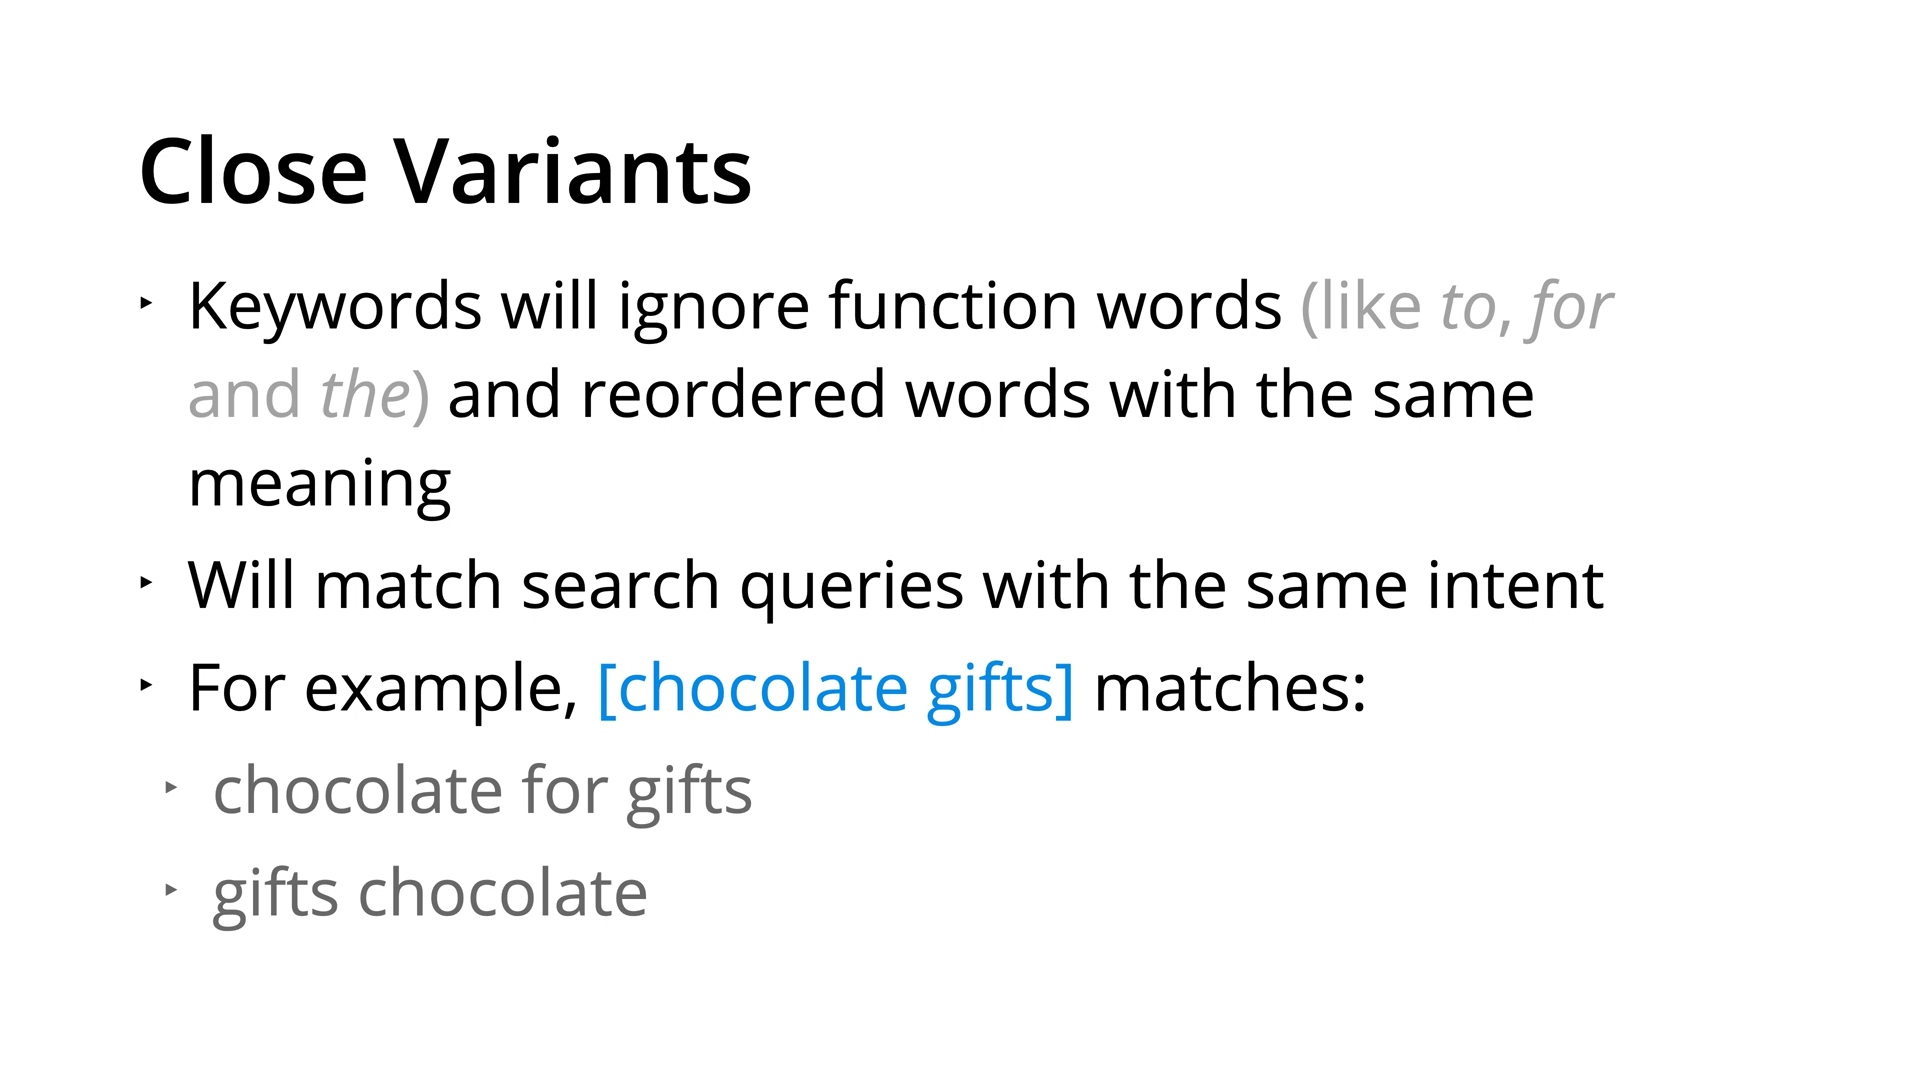 Close Variants
‣ Keywords will ignore function words (like to, for
and the) and reordered words with the same
meaning
‣ Will match search queries with the same intent
‣ For example, [chocolate gifts] matches:
‣ chocolate for gifts
‣ gifts chocolate